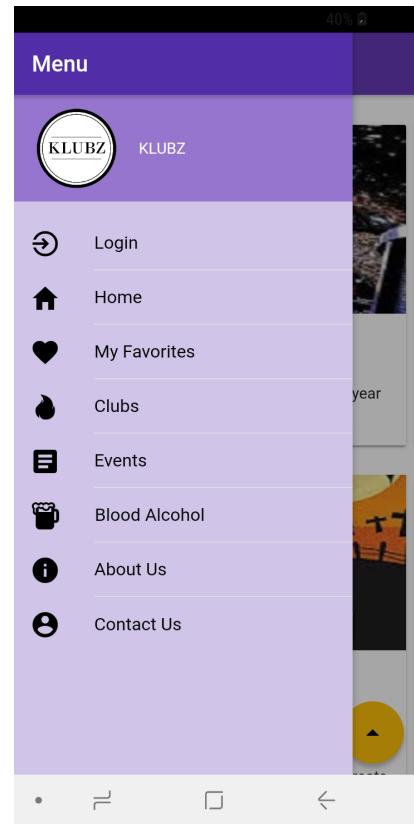 40%
Menu
KLUBZ
KLUBZ
Login
Home
My Favorites
year
Clubs
Events
Blood Alcohol
About Us
Contact Us